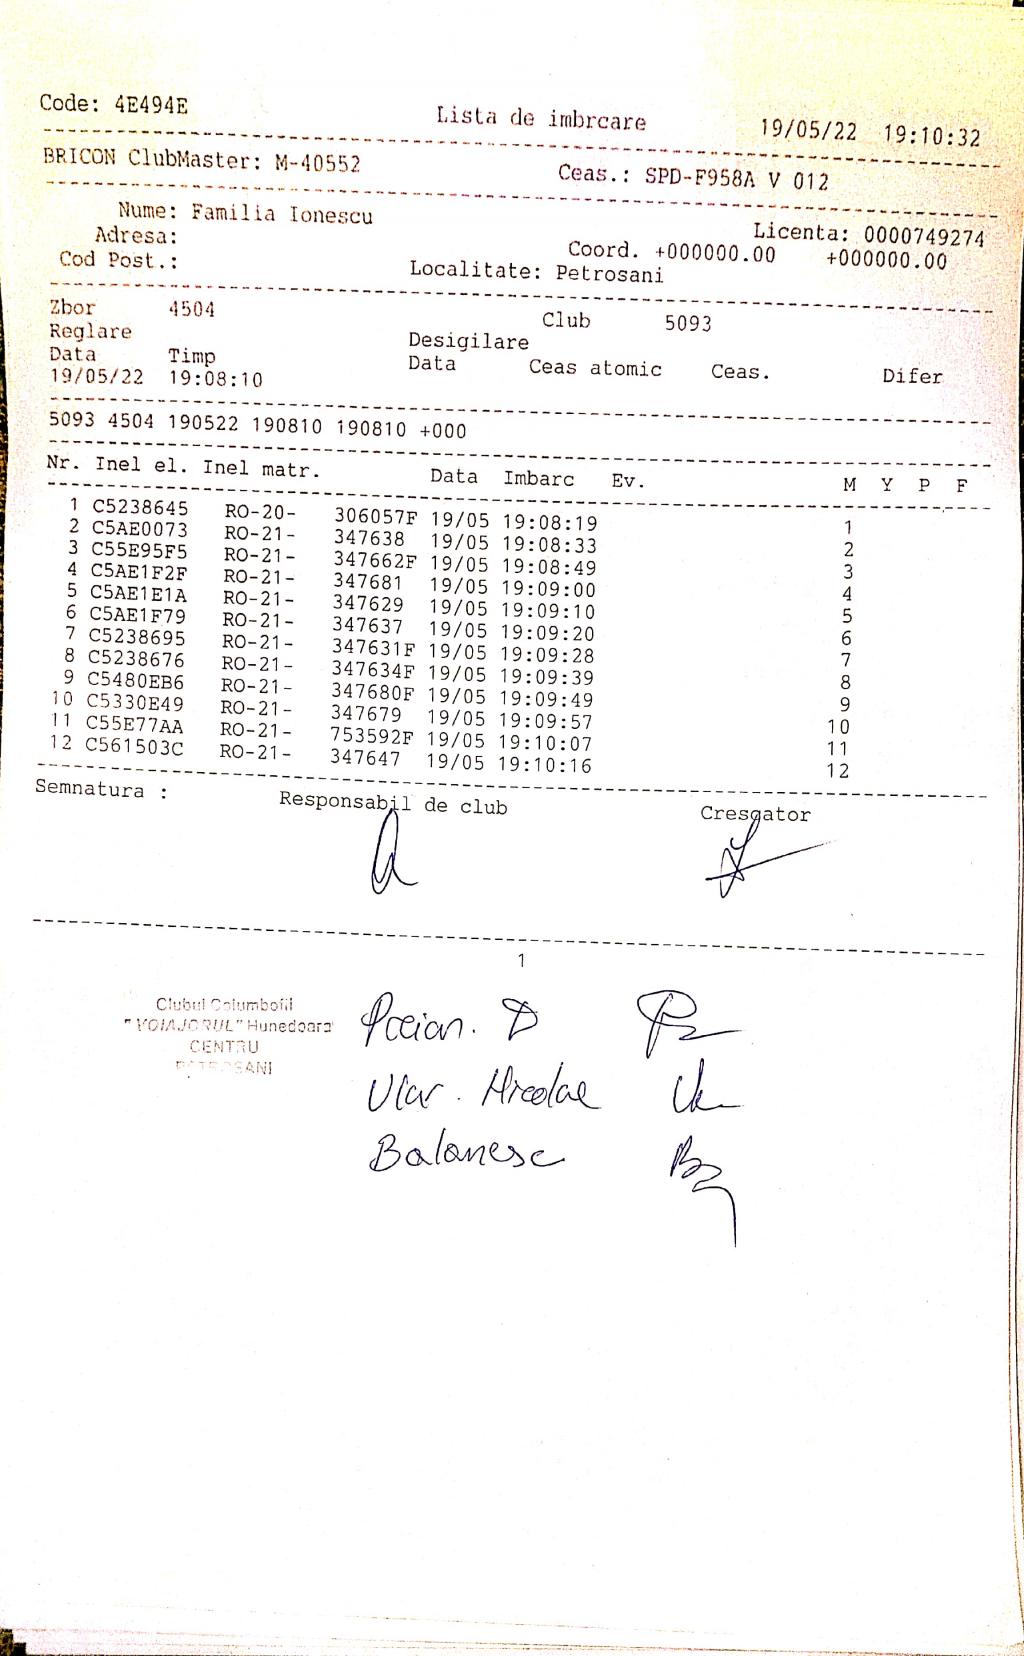 Code: 4E494E Lista de imbrcare 19/05/22 19:10:32
BRICON ClubMaster: M-40552 Ceas.: SPD-F958A V 012
Nume: Familia Ionescu Licenta: 0000749274
Adresa: Coord. +000000.00 +000000.00
Cod Post.: Localitate: Petrosani
Zbor 4504 Club 5093
Reglare Desigilare
Data Timp Data Ceas atomic Ceas. Difer
19/05/22 19:08:10
5093 4504 190522 190810 190810 +000
Nr. Inel el. Inel matr. Data Imbarc Ev. M Y P F
1 C5238645 RO-20- 306057F 19/05 19:08:19 1
2 C5AE0073 RO-21- 347638 19/05 19:08:33 2
3 C55E95F5 RO-21- 347662F 19/05 19:08:49 3
4 C5AE1F2F RO-21- 347681 19/05 19:09:00 4
5 C5AE1E1A RO-21- 347629 19/05 19:09:10 5
6 C5AE1F79 RO-21- 347637 19/05 19:09:20 6
7 C5238695 RO-21- 347631F 19/05 19:09:28 7
8 C5238676 RO-21- 347634F 19/05 19:09:39 8
9 C5480EB6 RO-21- 347680F 19/05 19:09:49 9
10 C5330E49 RO-21- 347679 19/05 19:09:57 10
11 C55E77AA RO-21- 753592F 19/05 19:10:07 11
12 C561503C RO-21- 347647 19/05 19:10:16 12
Semnatura : Responsabil de club Crescator
1
Clubul Columbofil
"VOIAJORUL" Hunedoara
CENTRU
PETROSANI
D
Nicolae
Balanesc